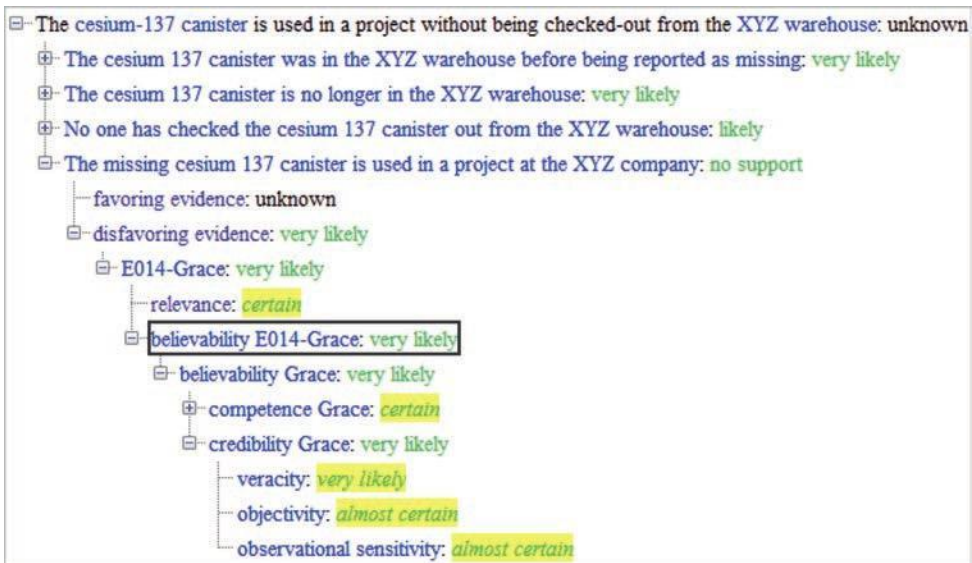 The cesium-137 canister is used in a project without being checked-out from the XYZ warehouse: unknown
The cesium 137 canister was in the XYZ warehouse before being reported as missing: very likely
The cesium 137 canister is no longer in the XYZ warehouse: very likely
No one has checked the cesium 137 canister out from the XYZ warehouse: likely
The missing cesium 137 canister is used in a project at the XYZ company: no support
favoring evidence: unknown
disfavoring evidence: very likely
E014-Grace: very likely
relevance: certain
believability E014-Grace: very likely
believability Grace: very likely
competence Grace: certain
credibility Grace: very likely
veracity: very likely
objectivity: almost certain
observational sensitivity: almost certain